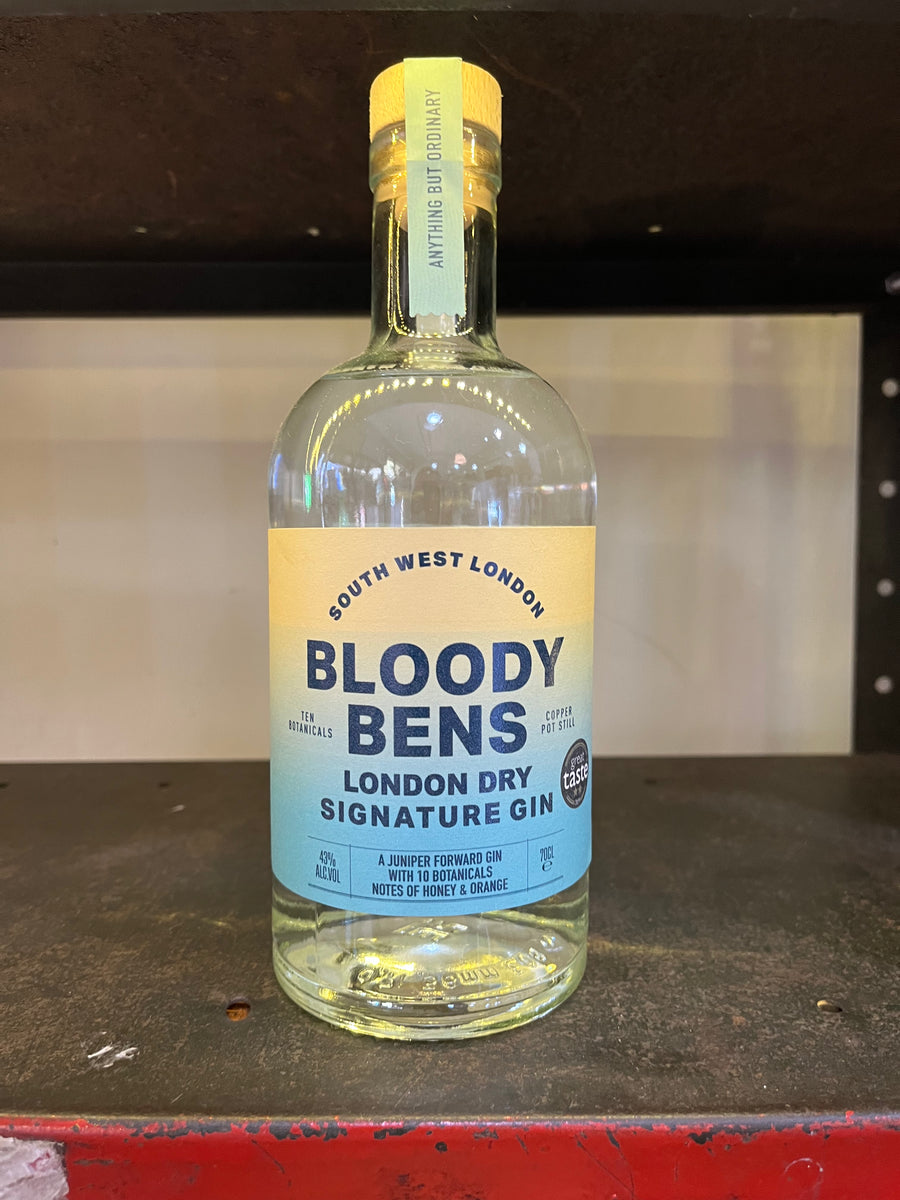 ANYTHING BUT ORDINARY
SOUTH WEST LONDON
BLOODY
BENS
TEN
BOTANICALS
COPPER
POT STILL
LONDON DRY
SIGNATURE GIN
great
taste
43%
ALC.VOL
A JUNIPER FORWARD GIN
WITH 10 BOTANICALS
NOTES OF HONEY & ORANGE
70CL
℮